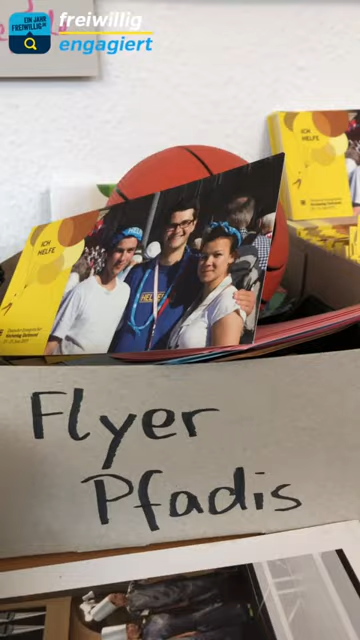 EIN JAHR
FREIWILLIG
freiwillig
engagiert
ICH
HELFE
ICH
HELFE
Flyer
Pfadis